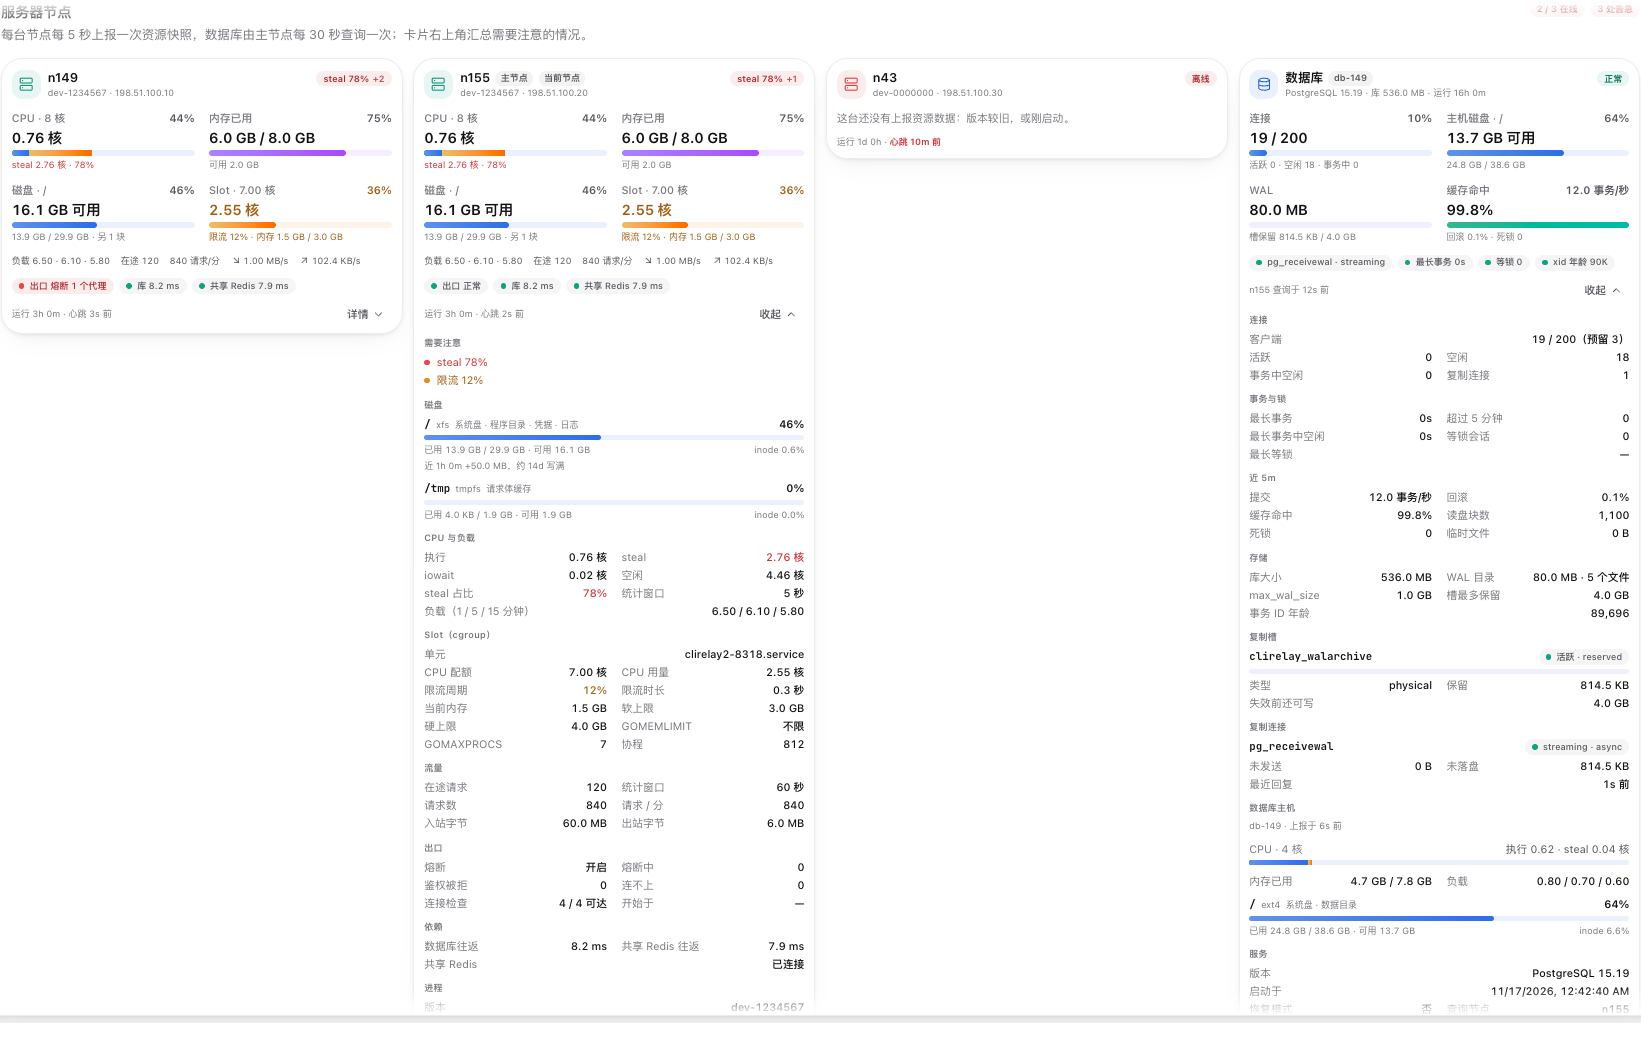 服务器节点
2 / 3 在线
3 处告急
每台节点每 5 秒上报一次资源快照，数据库由主节点每 30 秒查询一次；卡片右上角汇总需要注意的情况。
n149
steal 78% +2
dev-1234567 · 198.51.100.10
CPU · 8 核 44%
内存已用 75%
0.76 核
6.0 GB / 8.0 GB
steal 2.76 核 · 78%
可用 2.0 GB
磁盘 · / 46%
Slot · 7.00 核 36%
16.1 GB 可用
2.55 核
13.9 GB / 29.9 GB · 另 1 块
限流 12% · 内存 1.5 GB / 3.0 GB
负载 6.50 · 6.10 · 5.80 在途 120 840 请求/分 ↘ 1.00 MB/s ↗ 102.4 KB/s
出口 熔断 1 个代理
库 8.2 ms
共享 Redis 7.9 ms
运行 3h 0m · 心跳 3s 前
详情
n155 主节点 当前节点
steal 78% +1
dev-1234567 · 198.51.100.20
CPU · 8 核 44%
内存已用 75%
0.76 核
6.0 GB / 8.0 GB
steal 2.76 核 · 78%
可用 2.0 GB
磁盘 · / 46%
Slot · 7.00 核 36%
16.1 GB 可用
2.55 核
13.9 GB / 29.9 GB · 另 1 块
限流 12% · 内存 1.5 GB / 3.0 GB
负载 6.50 · 6.10 · 5.80 在途 120 840 请求/分 ↘ 1.00 MB/s ↗ 102.4 KB/s
出口 正常
库 8.2 ms
共享 Redis 7.9 ms
运行 3h 0m · 心跳 2s 前
收起
需要注意
steal 78%
限流 12%
磁盘
/ xfs 系统盘 · 程序目录 · 凭据 · 日志 46%
已用 13.9 GB / 29.9 GB · 可用 16.1 GB inode 0.6%
近 1h 0m +50.0 MB，约 14d 写满
/tmp tmpfs 请求体缓存 0%
已用 4.0 KB / 1.9 GB · 可用 1.9 GB inode 0.0%
CPU 与负载
执行 0.76 核 steal 2.76 核
iowait 0.02 核 空闲 4.46 核
steal 占比 78% 统计窗口 5 秒
负载（1 / 5 / 15 分钟） 6.50 / 6.10 / 5.80
Slot（cgroup）
单元 clirelay2-8318.service
CPU 配额 7.00 核 CPU 用量 2.55 核
限流周期 12% 限流时长 0.3 秒
当前内存 1.5 GB 软上限 3.0 GB
硬上限 4.0 GB GOMEMLIMIT 不限
GOMAXPROCS 7 协程 812
流量
在途请求 120 统计窗口 60 秒
请求数 840 请求 / 分 840
入站字节 60.0 MB 出站字节 6.0 MB
出口
熔断 开启 熔断中 0
鉴权被拒 0 连不上 0
连接检查 4 / 4 可达 开始于 —
依赖
数据库往返 8.2 ms 共享 Redis 往返 7.9 ms
共享 Redis 已连接
进程
版本 dev-1234567
n43
离线
dev-0000000 · 198.51.100.30
这台还没有上报资源数据：版本较旧，或刚启动。
运行 1d 0h · 心跳 10m 前
数据库 db-149
正常
PostgreSQL 15.19 · 库 536.0 MB · 运行 16h 0m
连接 10%
主机磁盘 · / 64%
19 / 200
13.7 GB 可用
活跃 0 · 空闲 18 · 事务中 0
24.8 GB / 38.6 GB
WAL
缓存命中 12.0 事务/秒
80.0 MB
99.8%
槽保留 814.5 KB / 4.0 GB
回滚 0.1% · 死锁 0
pg_receivewal · streaming
最长事务 0s
等锁 0
xid 年龄 90K
n155 查询于 12s 前
收起
连接
客户端 19 / 200（预留 3）
活跃 0 空闲 18
事务中空闲 0 复制连接 1
事务与锁
最长事务 0s 超过 5 分钟 0
最长事务中空闲 0s 等锁会话 0
最长等锁 —
近 5m
提交 12.0 事务/秒 回滚 0.1%
缓存命中 99.8% 读盘块数 1,100
死锁 0 临时文件 0 B
存储
库大小 536.0 MB WAL 目录 80.0 MB · 5 个文件
max_wal_size 1.0 GB 槽最多保留 4.0 GB
事务 ID 年龄 89,696
复制槽
clirelay_walarchive 活跃 · reserved
类型 physical 保留 814.5 KB
失效前还可写 4.0 GB
复制连接
pg_receivewal streaming · async
未发送 0 B 未落盘 814.5 KB
最近回复 1s 前
数据库主机
db-149 · 上报于 6s 前
CPU · 4 核 执行 0.62 · steal 0.04 核
内存已用 4.7 GB / 7.8 GB 负载 0.80 / 0.70 / 0.60
/ ext4 系统盘 · 数据目录 64%
已用 24.8 GB / 38.6 GB · 可用 13.7 GB inode 6.6%
服务
版本 PostgreSQL 15.19
启动于 11/17/2026, 12:42:40 AM
恢复模式 否 查询节点 n155